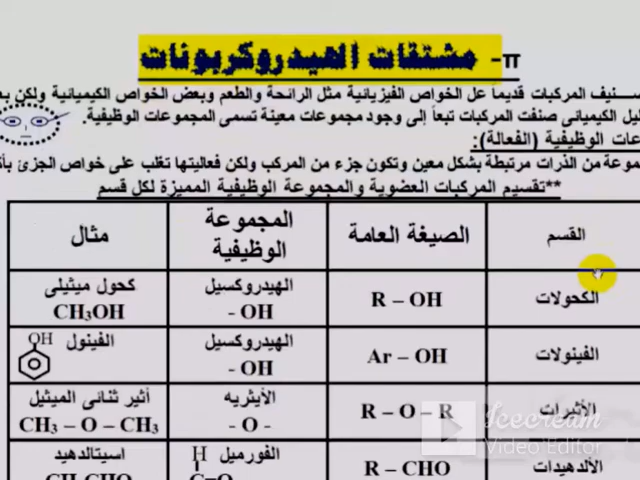 π- مشتقات الهيدروكربونات
صنيف المركبات قديماً عل الخواص الفيزيائية مثل الرائحة والطعم وبعض الخواص الكيميائية ولكن
ليل الكيميائى صنفت المركبات تبعاً إلى وجود مجموعات معينة تسمى المجموعات الوظيفية.
عات الوظيفية (الفعالة):
موعة من الذرات مرتبطة بشكل معين وتكون جزء من المركب ولكن فعاليتها تغلب على خواص الجزئ
**تقسيم المركبات العضوية والمجموعة الوظيفية المميزة لكل قسم
القسم الصيغة العامة المجموعة الوظيفية مثال
الكحولات R – OH الهيدروكسيل - OH كحول ميثيلى CH₃OH
الفينولات Ar – OH الهيدروكسيل - OH الفينول OH
الأثيرات R – O – R الأيثريه - O - أثير ثنائى الميثيل CH₃ – O – CH₃
الألدهيدات R – CHO الفورميل H C=O اسيتالدهيد CH₃CHO
Icecream
Video Editor